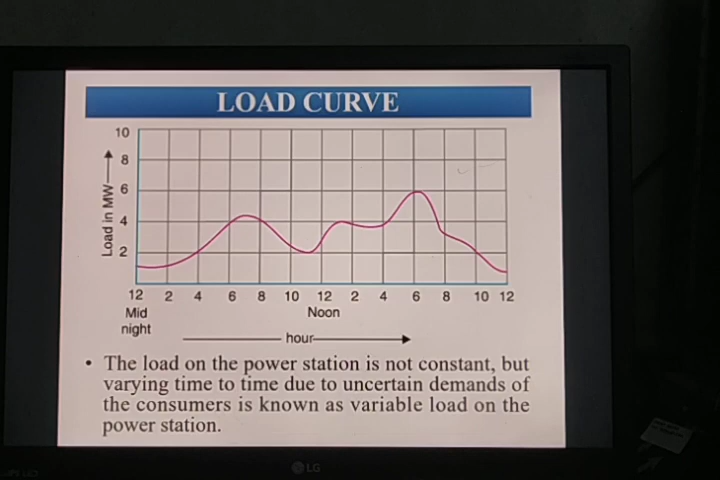 LOAD CURVE
10
8
6
4
2
Load in MW
12 2 4 6 8 10 12 2 4 6 8 10 12
Mid Noon
night
hour
• The load on the power station is not constant, but
varying time to time due to uncertain demands of
the consumers is known as variable load on the
power station.
LG